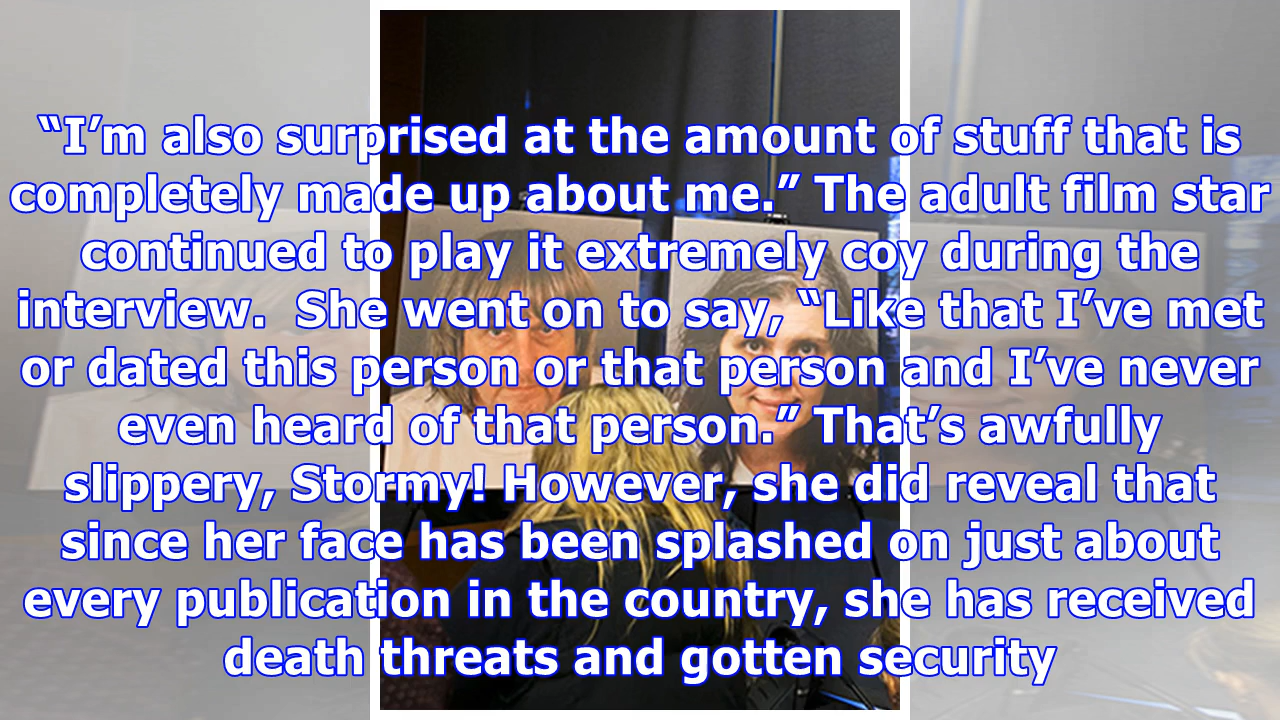 “I’m also surprised at the amount of stuff that is
completely made up about me.” The adult film star
continued to play it extremely coy during the
interview.  She went on to say, “Like that I’ve met
or dated this person or that person and I’ve never
even heard of that person.” That’s awfully
slippery, Stormy! However, she did reveal that
since her face has been splashed on just about
every publication in the country, she has received
death threats and gotten security